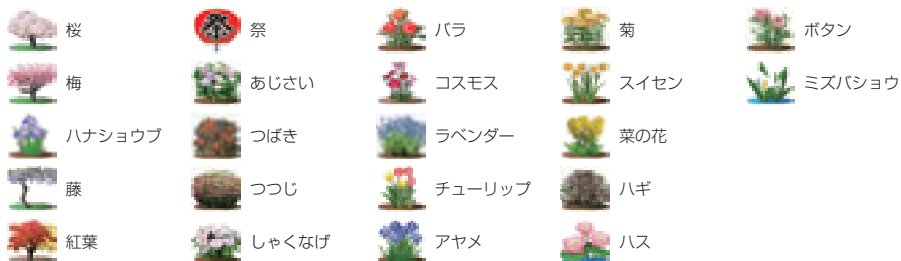 桜 祭 バラ 菊 ボタン
梅 あじさい コスモス スイセン ミズバショウ
ハナショウブ つばき ラベンダー 菜の花
藤 つつじ チューリップ ハギ
紅葉 しゃくなげ アヤメ ハス